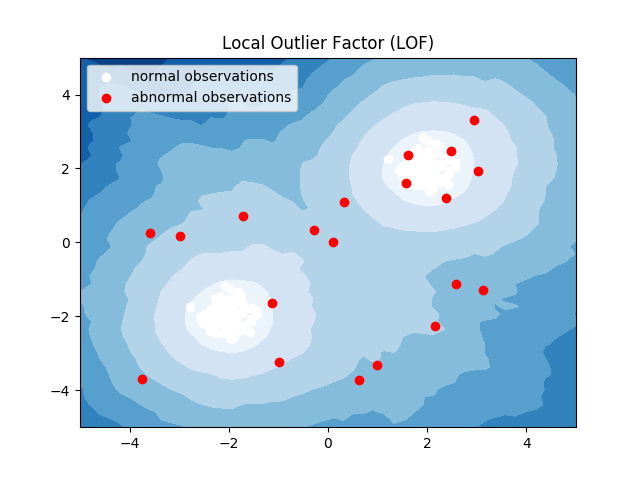 Local Outlier Factor (LOF)
normal observations
abnormal observations
4
2
0
−2
−4
−4 −2 0 2 4